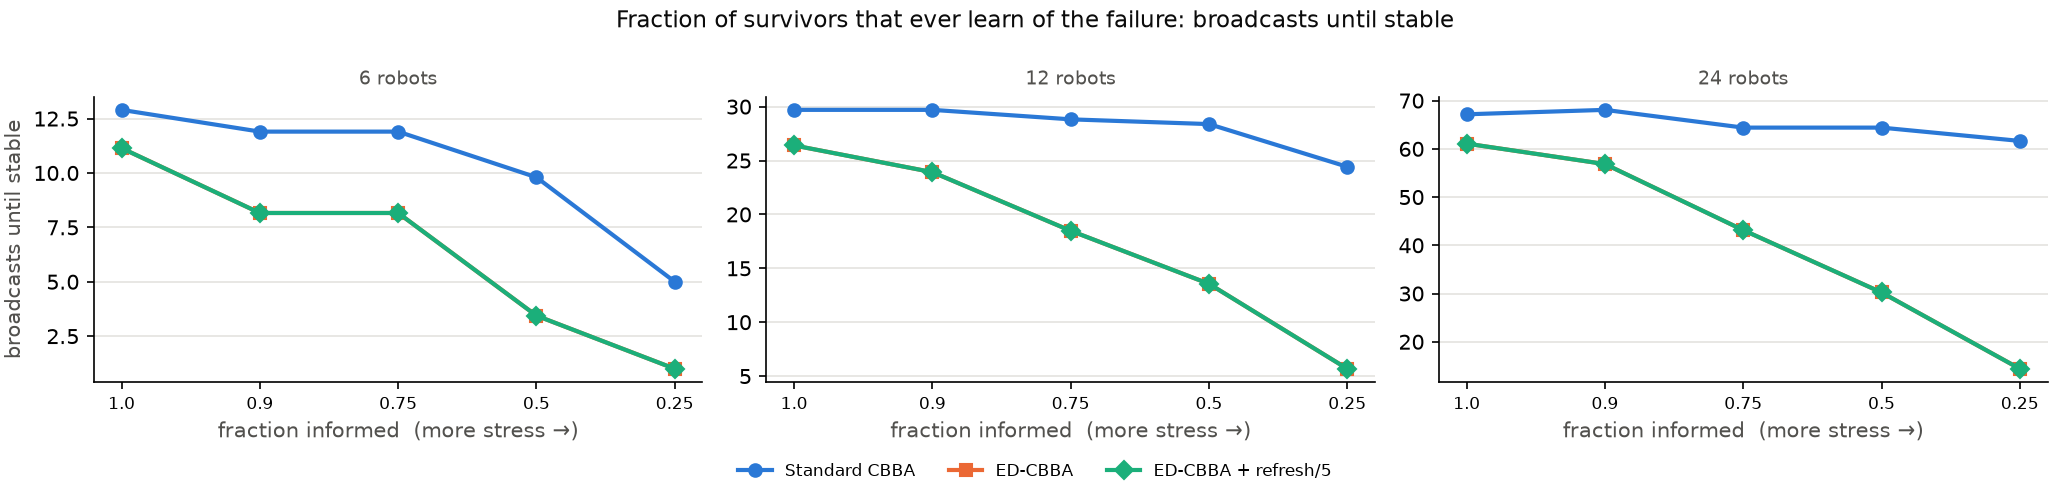 Fraction of survivors that ever learn of the failure: broadcasts until stable
6 robots
12 robots
24 robots
broadcasts until stable
12.5
10.0
7.5
5.0
2.5
1.0 0.9 0.75 0.5 0.25
fraction informed (more stress →)
30
25
20
15
10
5
1.0 0.9 0.75 0.5 0.25
fraction informed (more stress →)
70
60
50
40
30
20
1.0 0.9 0.75 0.5 0.25
fraction informed (more stress →)
Standard CBBA ED-CBBA ED-CBBA + refresh/5